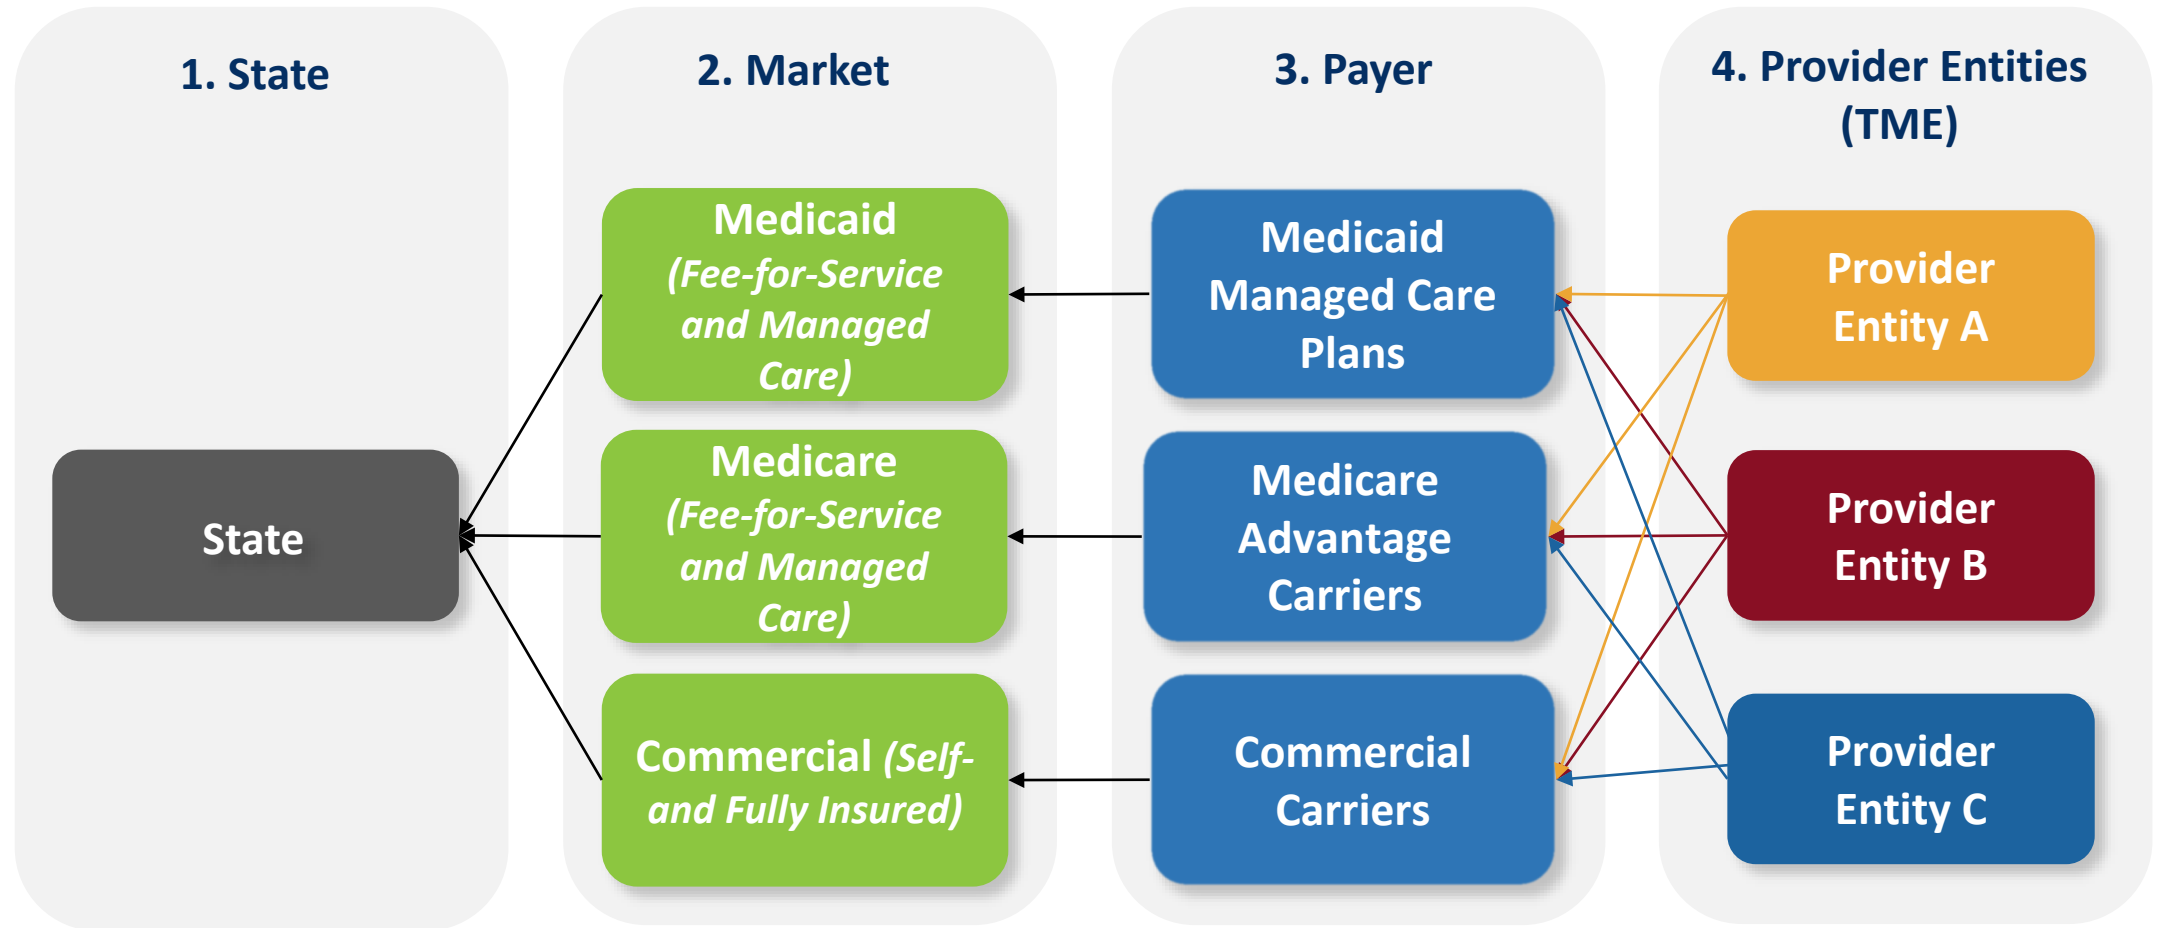 1. State
State
2. Market
Medicaid
(Fee-for-Service
and Managed
Care)
Medicare
(Fee-for-Service
and Managed
Care)
Commercial (Self-
and Fully Insured)
3. Payer
Medicaid
Managed Care
Plans
Medicare
Advantage
Carriers
Commercial
Carriers
4. Provider Entities
(TME)
Provider
Entity A
Provider
Entity B
Provider
Entity C